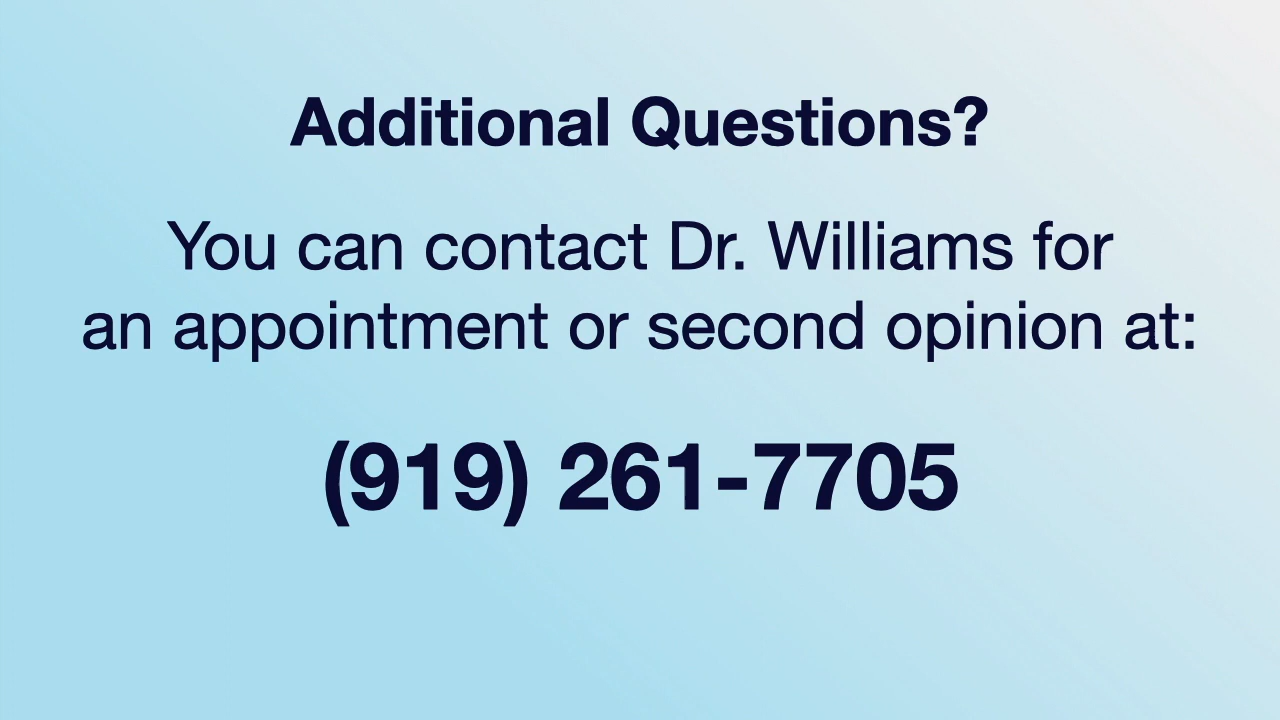 Additional Questions?
You can contact Dr. Williams for
an appointment or second opinion at:
(919) 261-7705